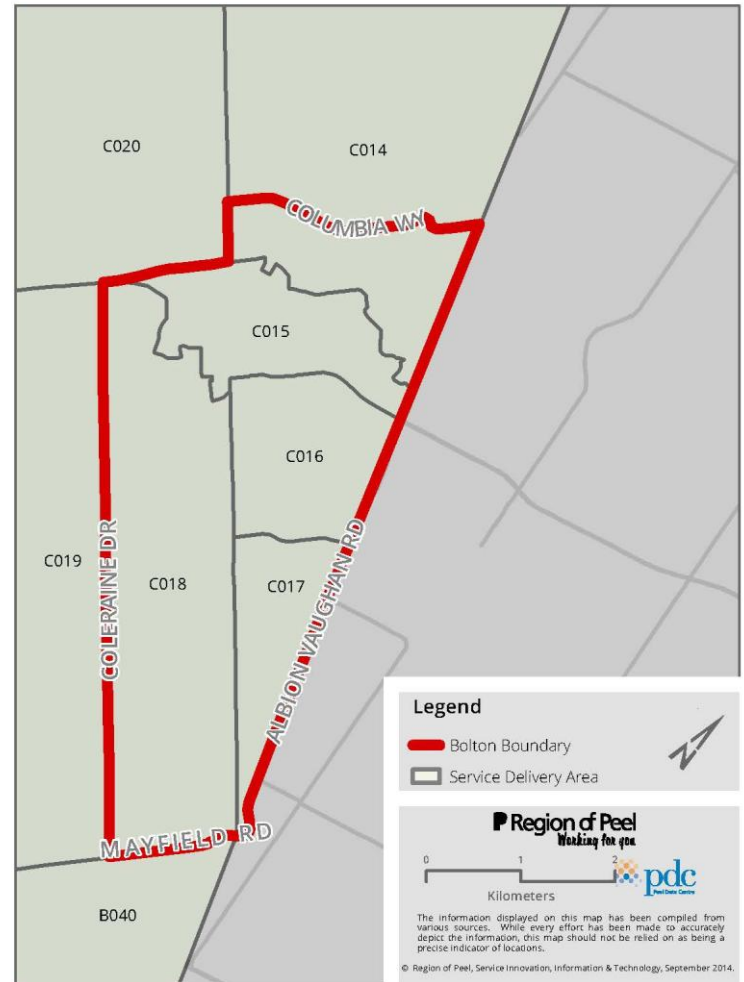 C020
C014
COLUMBIA WY
C015
C016
C019
COLERAINE DR
C018
C017
ALBION VAUGHAN RD
MAYFIELD RD
B040
Legend
Bolton Boundary
Service Delivery Area
N
Region of Peel
Working for you
0 1 2
Kilometers
pdc
Peel Data Centre
The information displayed on this map has been compiled from
various sources. While every effort has been made to accurately
depict the information, this map should not be relied on as being a
precise indicator of locations.
© Region of Peel, Service Innovation, Information & Technology, September 2014.